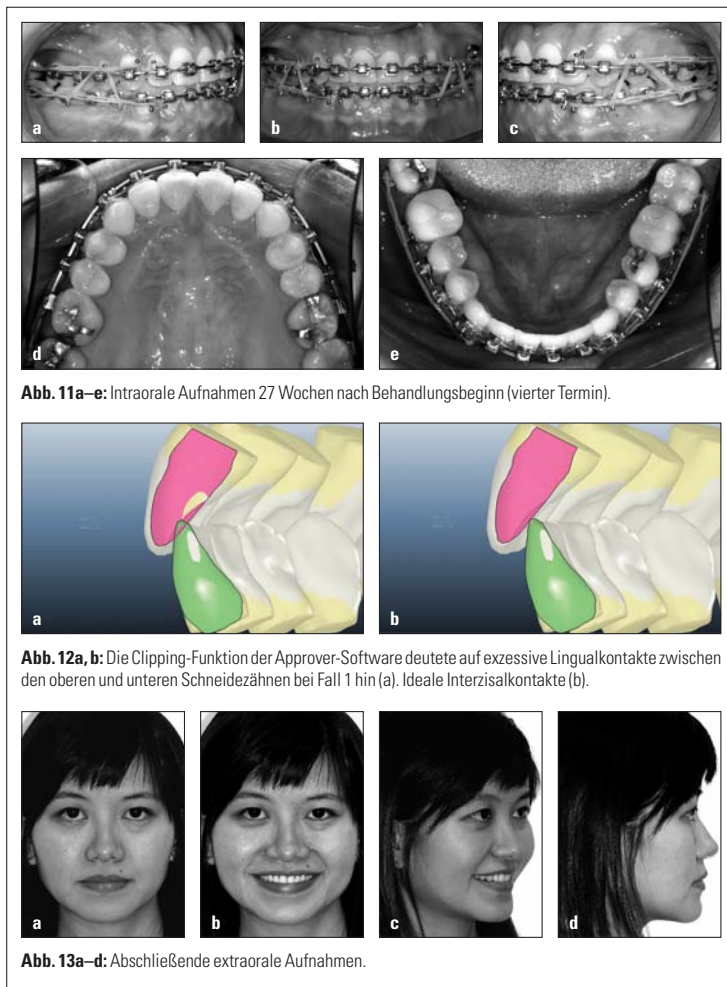 a
b
c
d
e
Abb. 11a–e: Intraorale Aufnahmen 27 Wochen nach Behandlungsbeginn (vierter Termin).
a
b
Abb. 12a, b: Die Clipping-Funktion der Approver-Software deutete auf exzessive Lingualkontakte zwischen
den oberen und unteren Schneidezähnen bei Fall 1 hin (a). Ideale Interzisalkontakte (b).
a
b
c
d
Abb. 13a–d: Abschließende extraorale Aufnahmen.